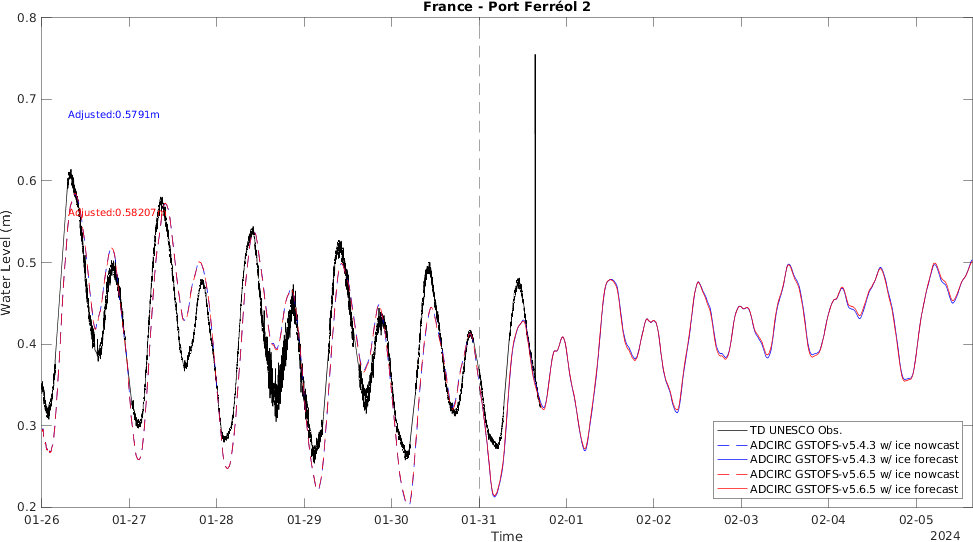 France - Port Ferréol 2
0.8
0.7
0.6
0.5
0.4
0.3
0.2
Water Level (m)
Adjusted:0.5791m
Adjusted:0.58207m
TD UNESCO Obs.
ADCIRC GSTOFS-v5.4.3 w/ ice nowcast
ADCIRC GSTOFS-v5.4.3 w/ ice forecast
ADCIRC GSTOFS-v5.6.5 w/ ice nowcast
ADCIRC GSTOFS-v5.6.5 w/ ice forecast
01-26 01-27 01-28 01-29 01-30 01-31 02-01 02-02 02-03 02-04 02-05
Time
2024